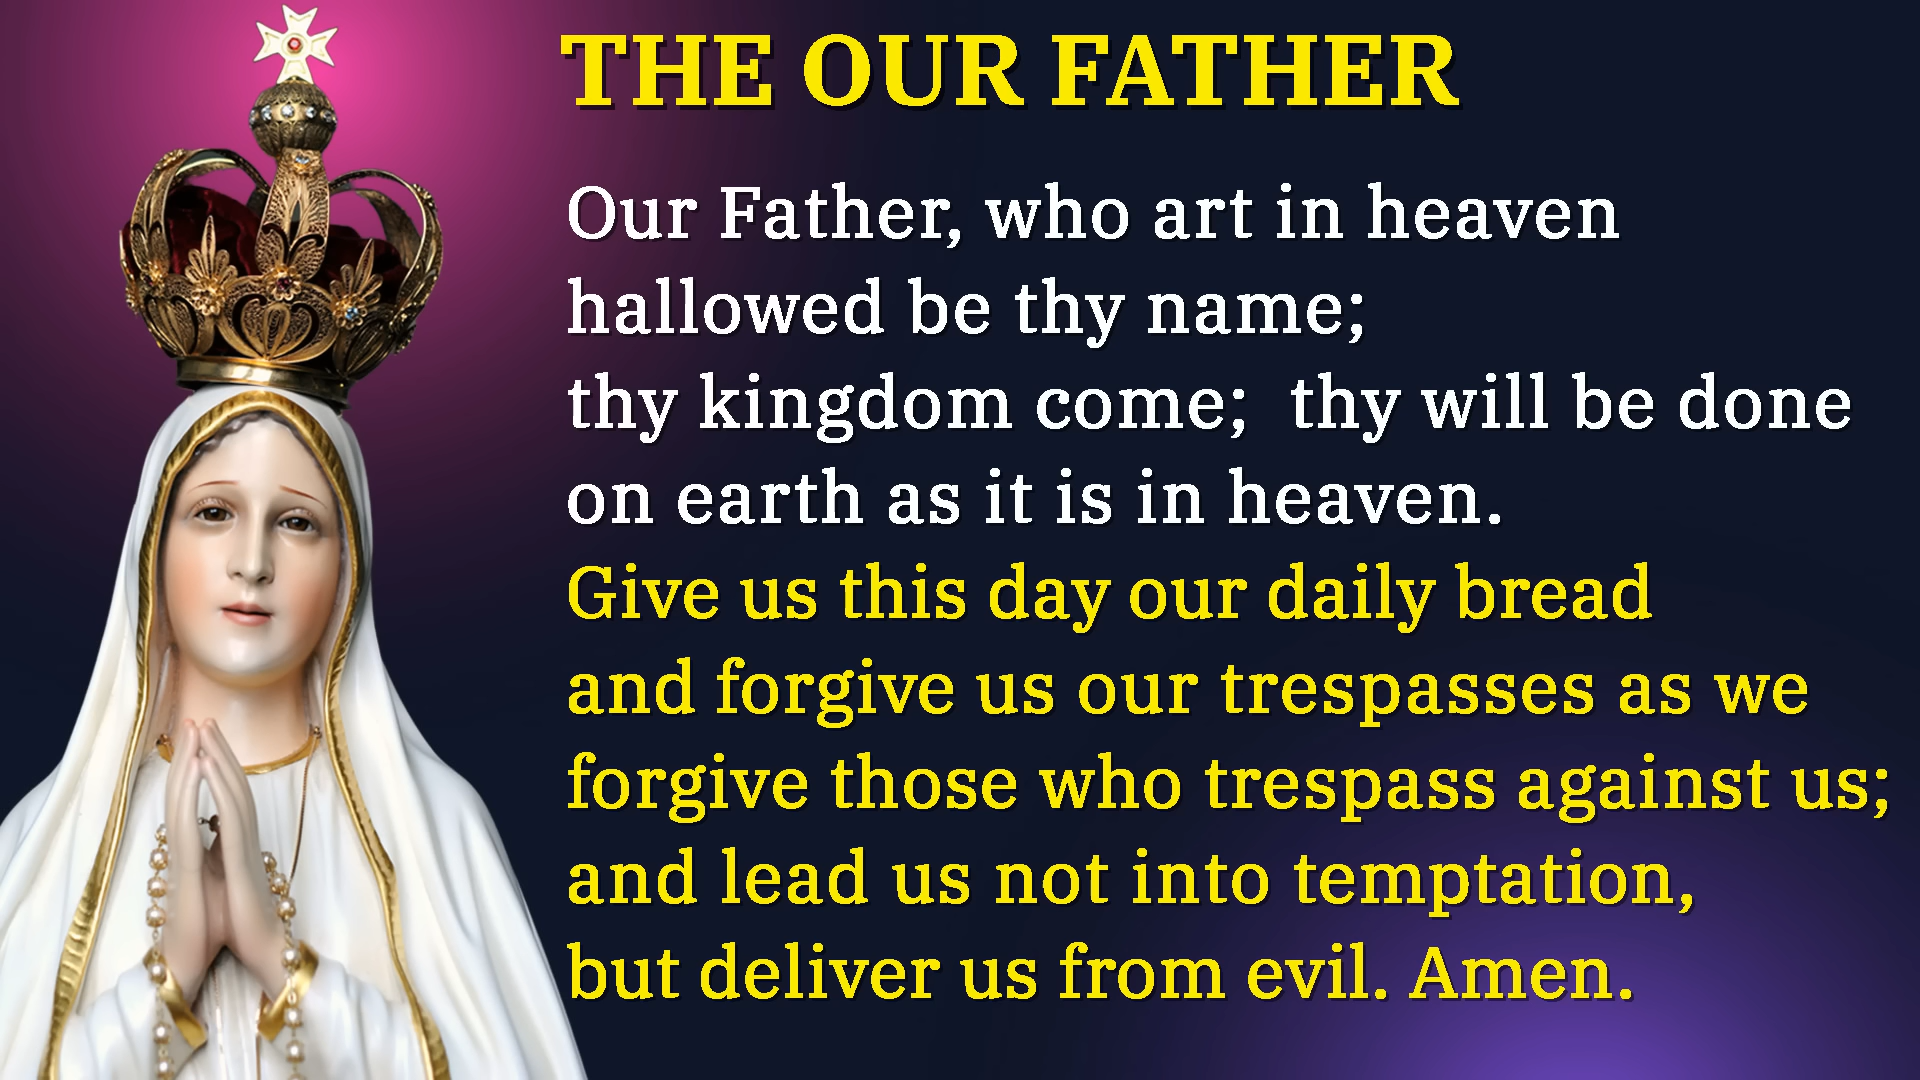 THE OUR FATHER
Our Father, who art in heaven
hallowed be thy name;
thy kingdom come;  thy will be done
on earth as it is in heaven.
Give us this day our daily bread
and forgive us our trespasses as we
forgive those who trespass against us;
and lead us not into temptation,
but deliver us from evil. Amen.